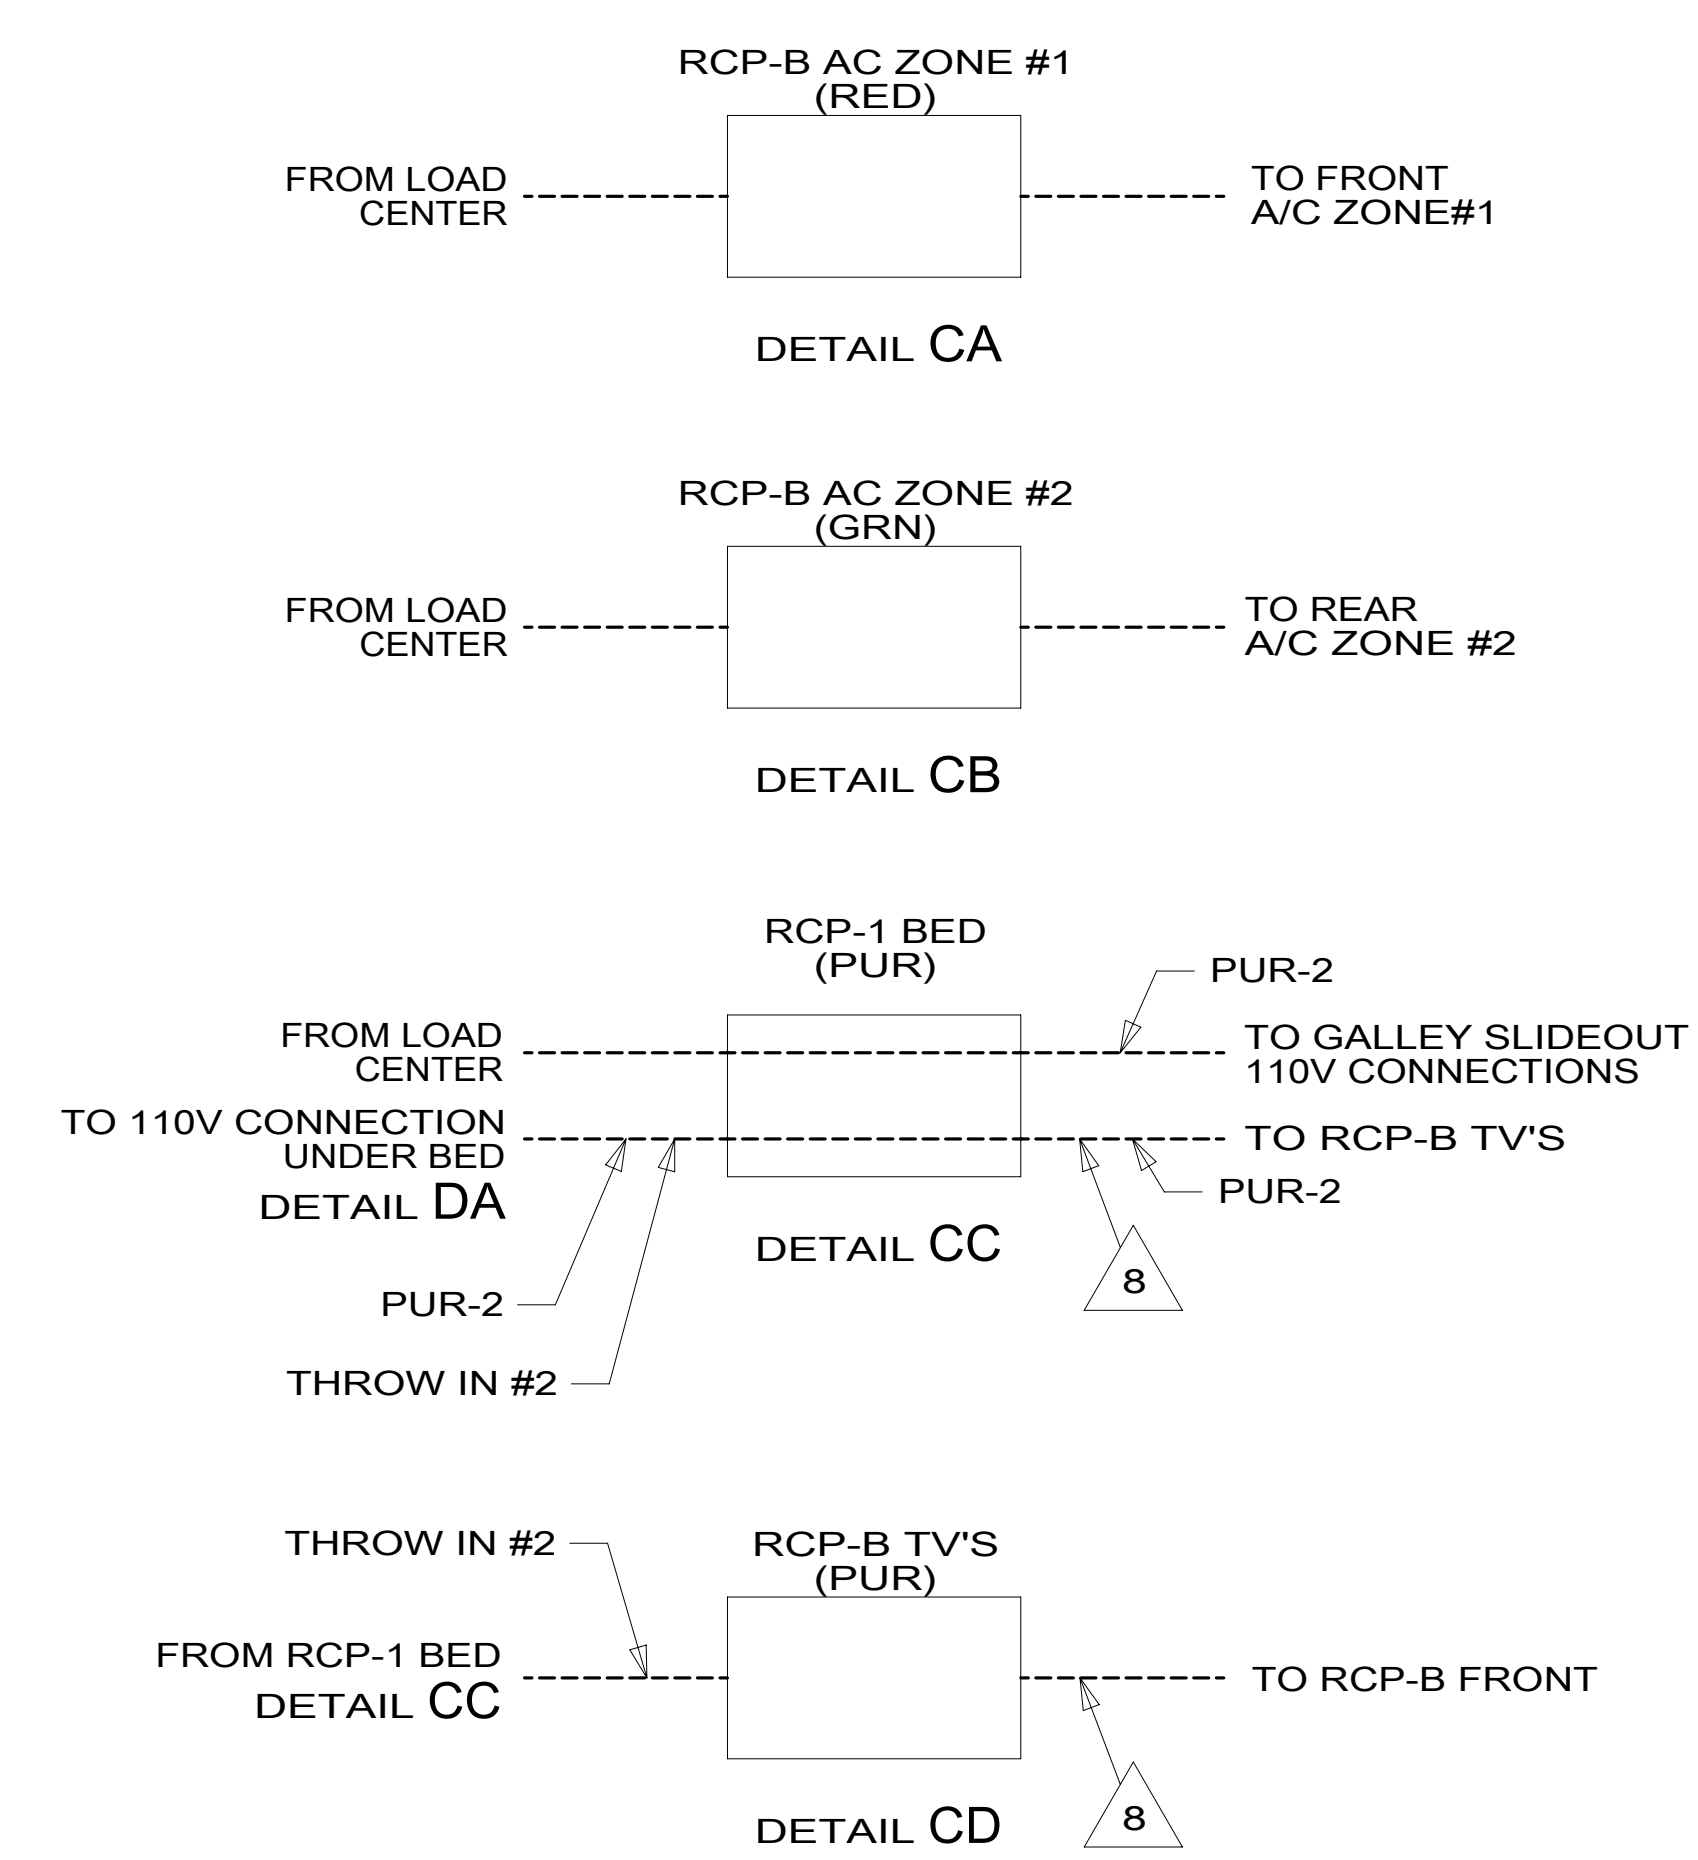 RCP-B AC ZONE #1
(RED)
FROM LOAD
CENTER
TO FRONT
A/C ZONE#1
DETAIL CA
RCP-B AC ZONE #2
(GRN)
FROM LOAD
CENTER
TO REAR
A/C ZONE #2
DETAIL CB
RCP-1 BED
(PUR)
PUR-2
FROM LOAD
CENTER
TO GALLEY SLIDEOUT
110V CONNECTIONS
TO 110V CONNECTION
UNDER BED
DETAIL DA
TO RCP-B TV'S
PUR-2
DETAIL CC
8
PUR-2
THROW IN #2
THROW IN #2
RCP-B TV'S
(PUR)
FROM RCP-1 BED
DETAIL CC
TO RCP-B FRONT
8
DETAIL CD